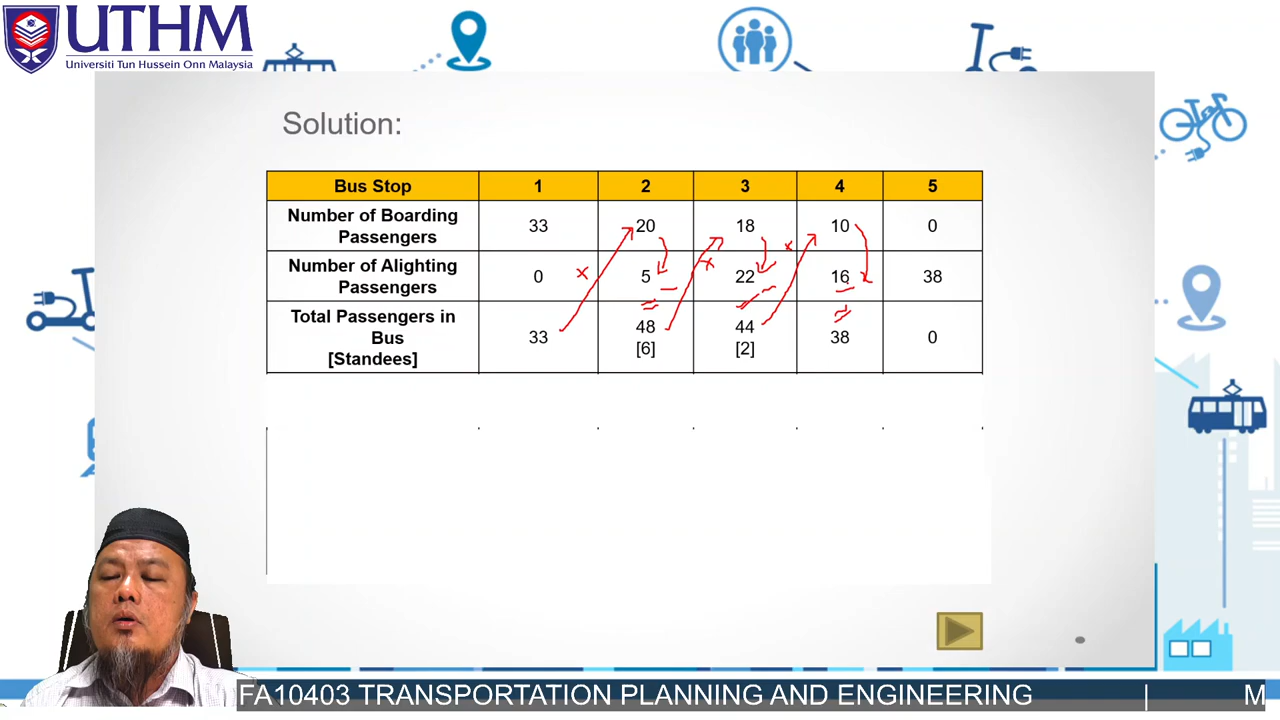 UTHM
Universiti Tun Hussein Onn Malaysia
Solution:
Bus Stop 1 2 3 4 5
Number of Boarding
Passengers
33 20 18 10 0
Number of Alighting
Passengers
0 5 22 16 38
Total Passengers in
Bus
[Standees]
33 48 44 38 0
[6] [2]
FA10403 TRANSPORTATION PLANNING AND ENGINEERING | M